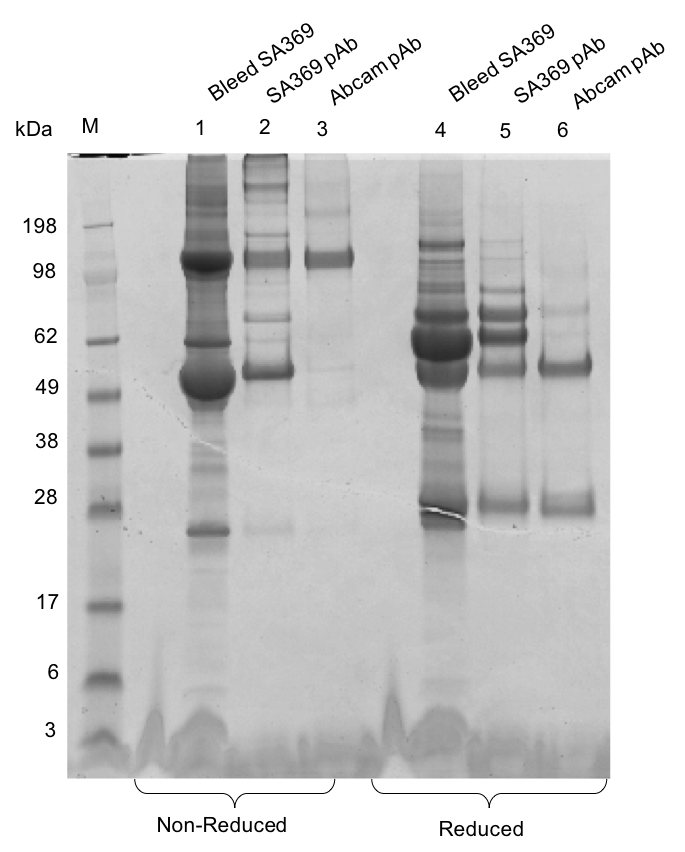 Bleed SA369
SA369 pAb
Abcam pAb
Bleed SA369
SA369 pAb
Abcam pAb
kDa M 1 2 3 4 5 6
198
98
62
49
38
28
17
6
3
Non-Reduced
Reduced